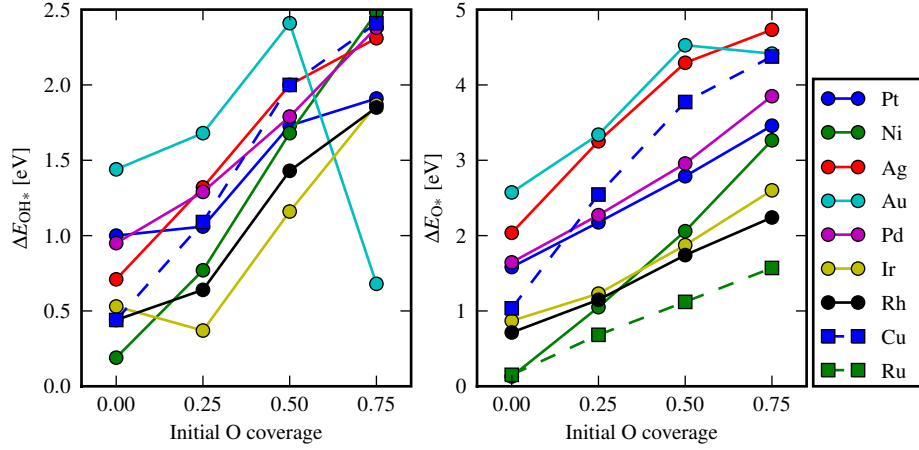 2.5
2.0
1.5
1.0
0.5
0.0
ΔE_OH* [eV]
0.00 0.25 0.50 0.75
Initial O coverage
5
4
3
2
1
0
ΔE_O* [eV]
0.00 0.25 0.50 0.75
Initial O coverage
Pt
Ni
Ag
Au
Pd
Ir
Rh
Cu
Ru